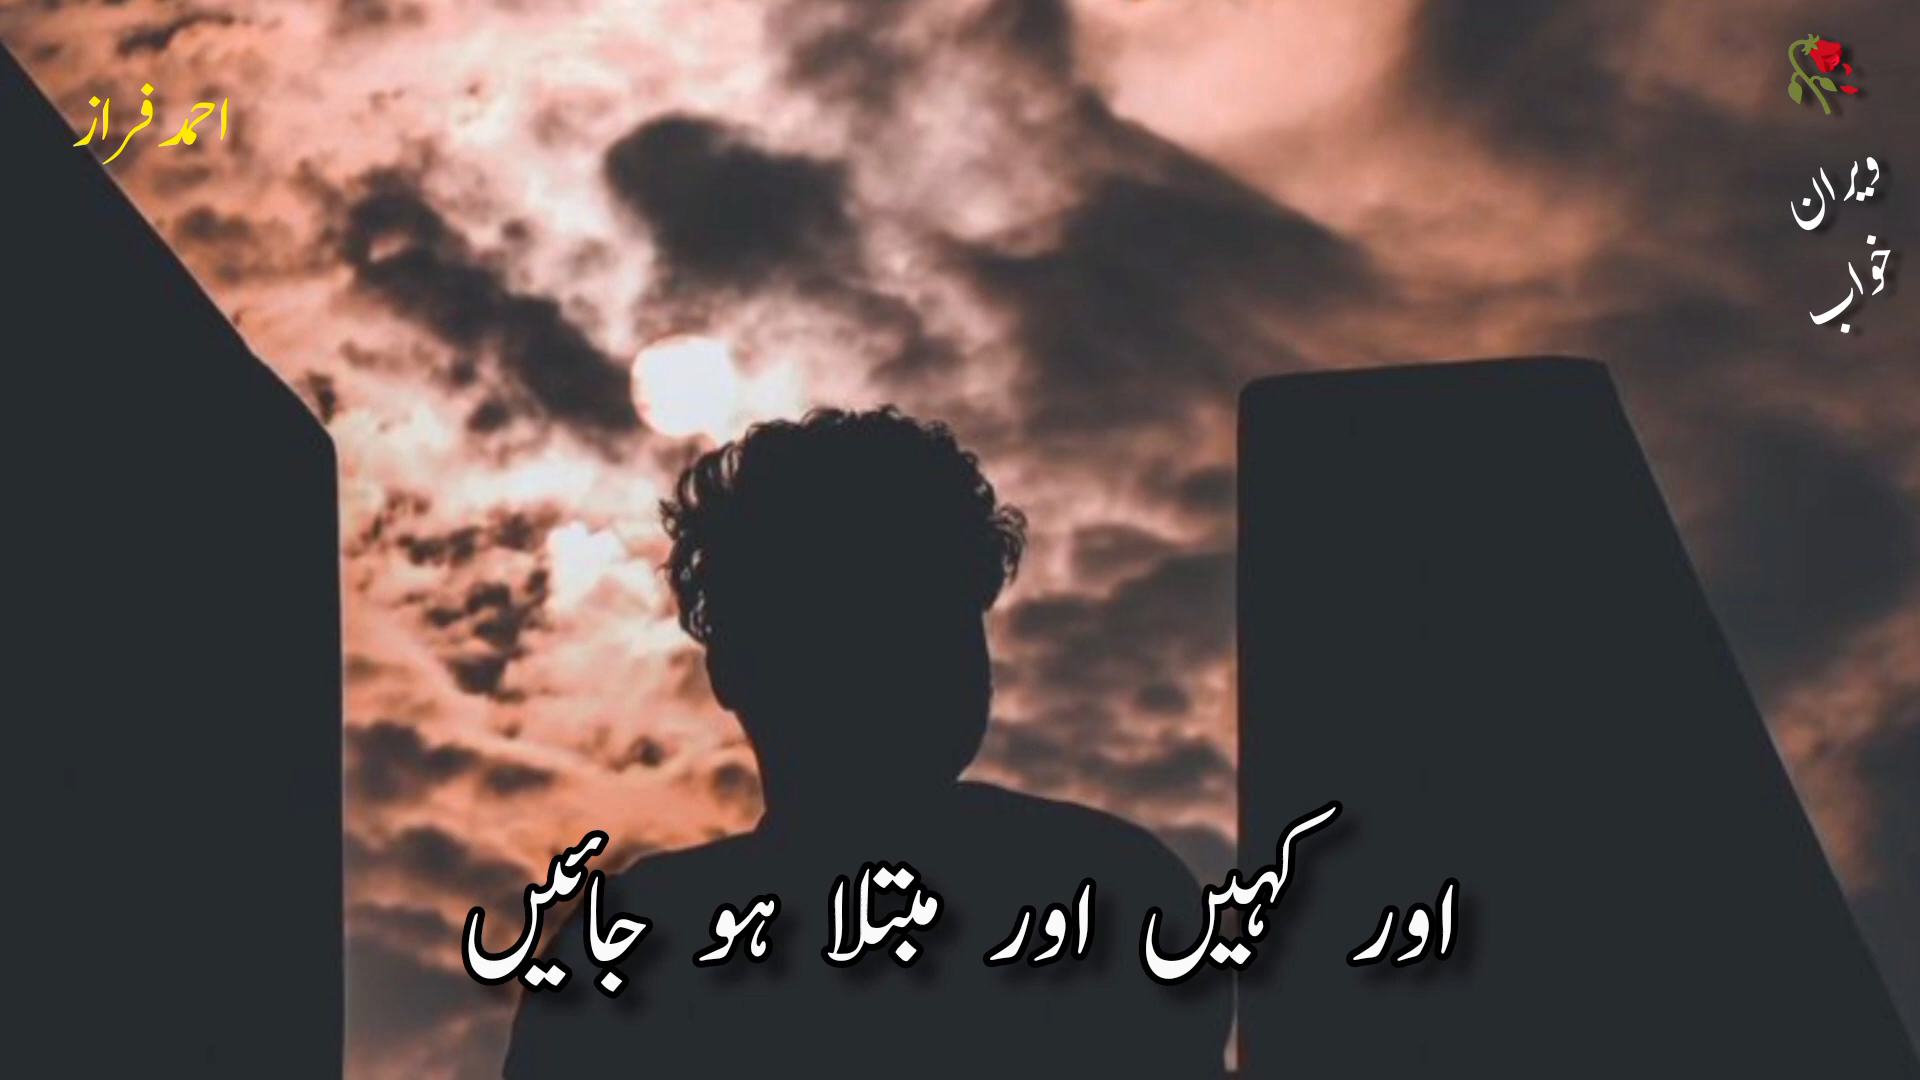 احمد فراز
ویران
خواب
اور کہیں اور مبتلا ہو جائیں